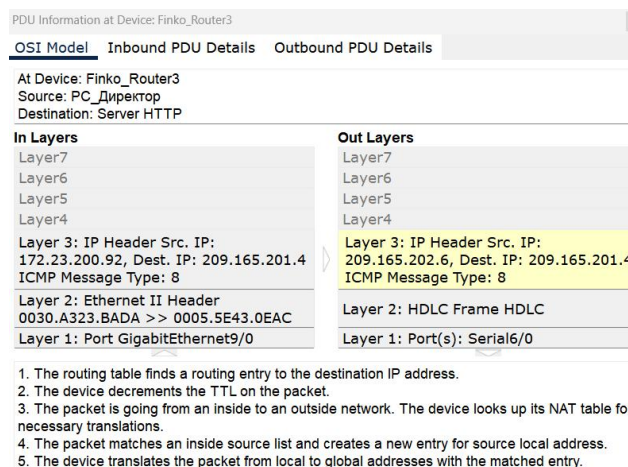 PDU Information at Device: Finko_Router3
OSI Model Inbound PDU Details Outbound PDU Details
At Device: Finko_Router3
Source: PC_Директор
Destination: Server HTTP
In Layers
Layer7
Layer6
Layer5
Layer4
Layer 3: IP Header Src. IP:
172.23.200.92, Dest. IP: 209.165.201.4
ICMP Message Type: 8
Layer 2: Ethernet II Header
0030.A323.BADA >> 0005.5E43.0EAC
Layer 1: Port GigabitEthernet9/0
Out Layers
Layer7
Layer6
Layer5
Layer4
Layer 3: IP Header Src. IP:
209.165.202.6, Dest. IP: 209.165.201.4
ICMP Message Type: 8
Layer 2: HDLC Frame HDLC
Layer 1: Port(s): Serial6/0
1. The routing table finds a routing entry to the destination IP address.
2. The device decrements the TTL on the packet.
3. The packet is going from an inside to an outside network. The device looks up its NAT table fo
necessary translations.
4. The packet matches an inside source list and creates a new entry for source local address.
5. The device translates the packet from local to global addresses with the matched entry.